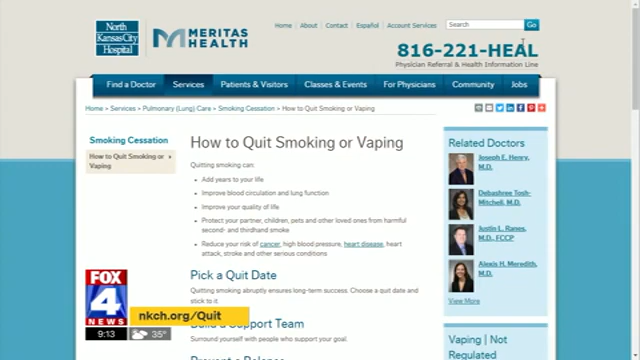 North
Kansas City
Hospital
MERITAS
HEALTH
Home About Contact Español Account Services
Search Go
816-221-HEAL
Physician Referral & Health Information Line
Find a Doctor Services Patients & Visitors Classes & Events For Physicians Community Jobs
Home > Services > Pulmonary (Lung) Care > Smoking Cessation > How to Quit Smoking or Vaping
Smoking Cessation
How to Quit Smoking or
Vaping
How to Quit Smoking or Vaping
Quitting smoking can:
Add years to your life
Improve blood circulation and lung function
Improve your quality of life
Protect your partner, children, pets and other loved ones from harmful
second- and thirdhand smoke
Reduce your risk of cancer, high blood pressure, heart disease, heart
attack, stroke and other serious conditions
Pick a Quit Date
Quitting smoking abruptly ensures long-term success. Choose a quit date and
stick to it.
Build a Support Team
Surround yourself with people who support your goal.
Related Doctors
Joseph E. Henry,
M.D.
Debashree Tosh-
Mitchell, M.D.
Justin L. Ranes,
M.D., FCCP
Alexis H. Meredith,
M.D.
View More
Vaping | Not
Regulated
FOX
4
NEWS
nkch.org/Quit
9:13 35°